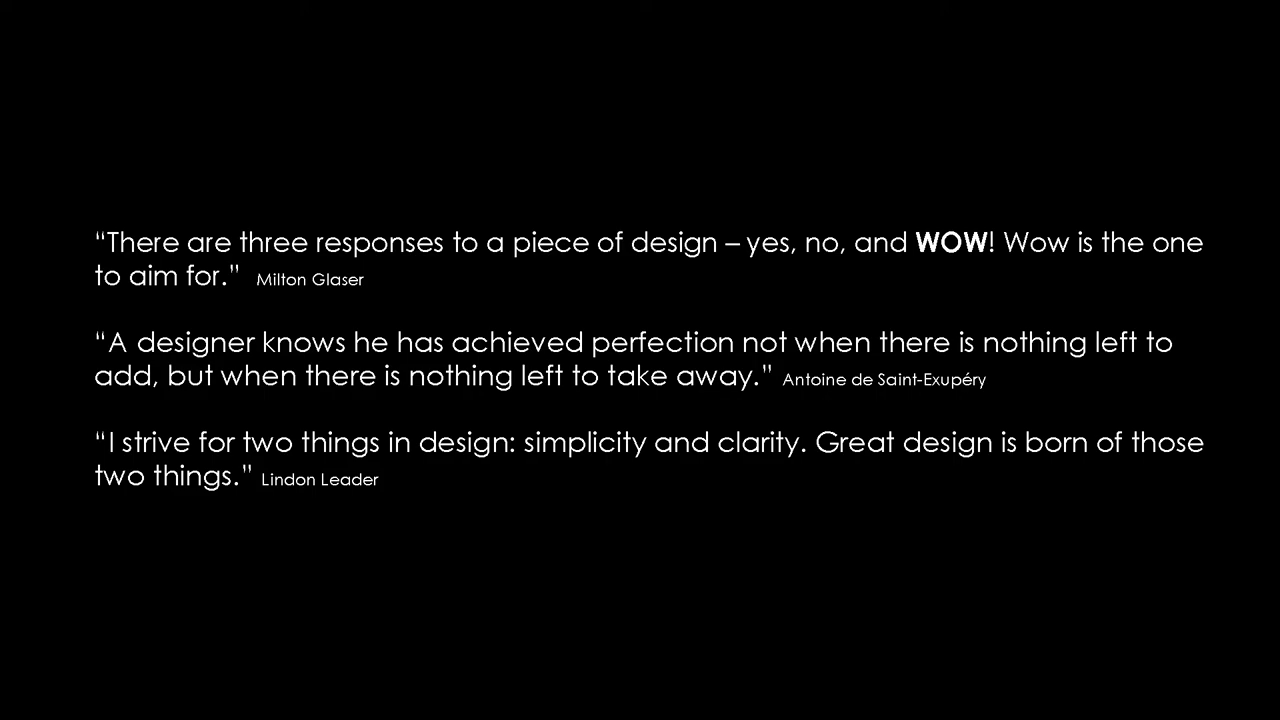 “There are three responses to a piece of design – yes, no, and WOW! Wow is the one
to aim for.” Milton Glaser
“A designer knows he has achieved perfection not when there is nothing left to
add, but when there is nothing left to take away.” Antoine de Saint-Exupéry
“I strive for two things in design: simplicity and clarity. Great design is born of those
two things.” Lindon Leader